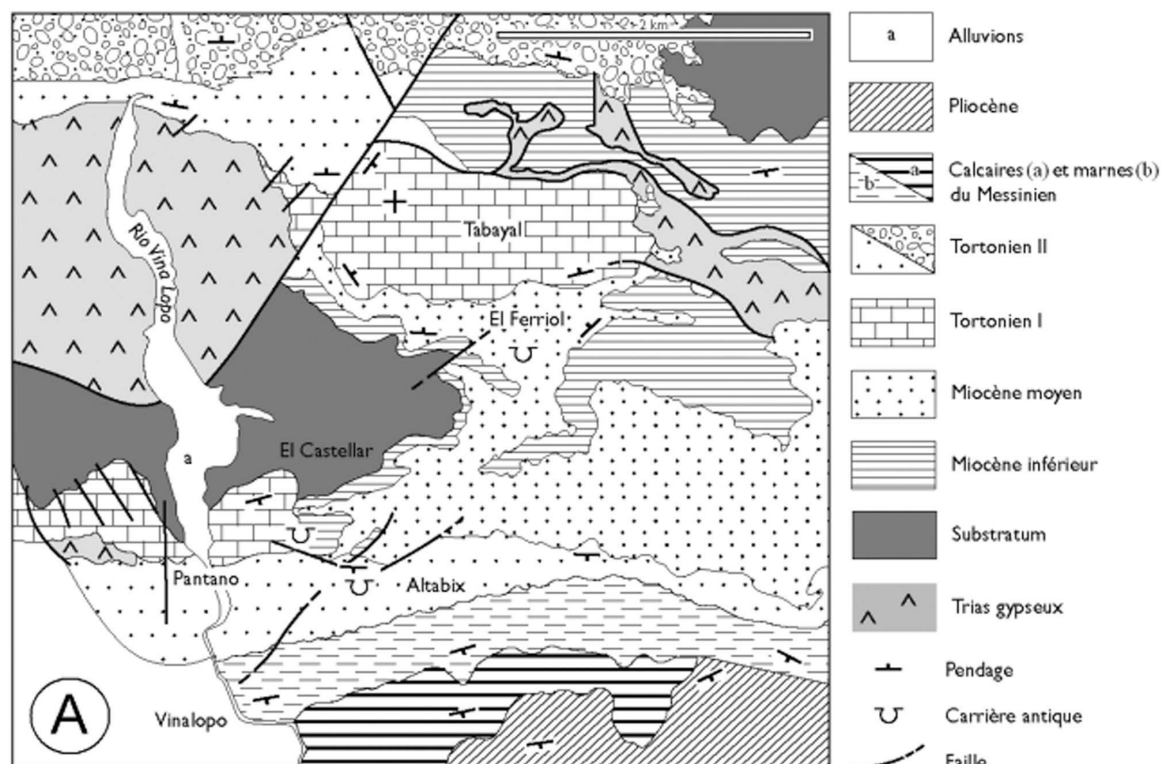 2 km
Rio Vina Lopo
Tabayal
El Ferriol
El Castellar
a
Pantano
Altabix
Vinalopo
A
a
Alluvions
Pliocène
a
b
Calcaires (a) et marnes (b)
du Messinien
Tortonien II
Tortonien I
Miocène moyen
Miocène inférieur
Substratum
Trias gypseux
Pendage
Carrière antique
Faille